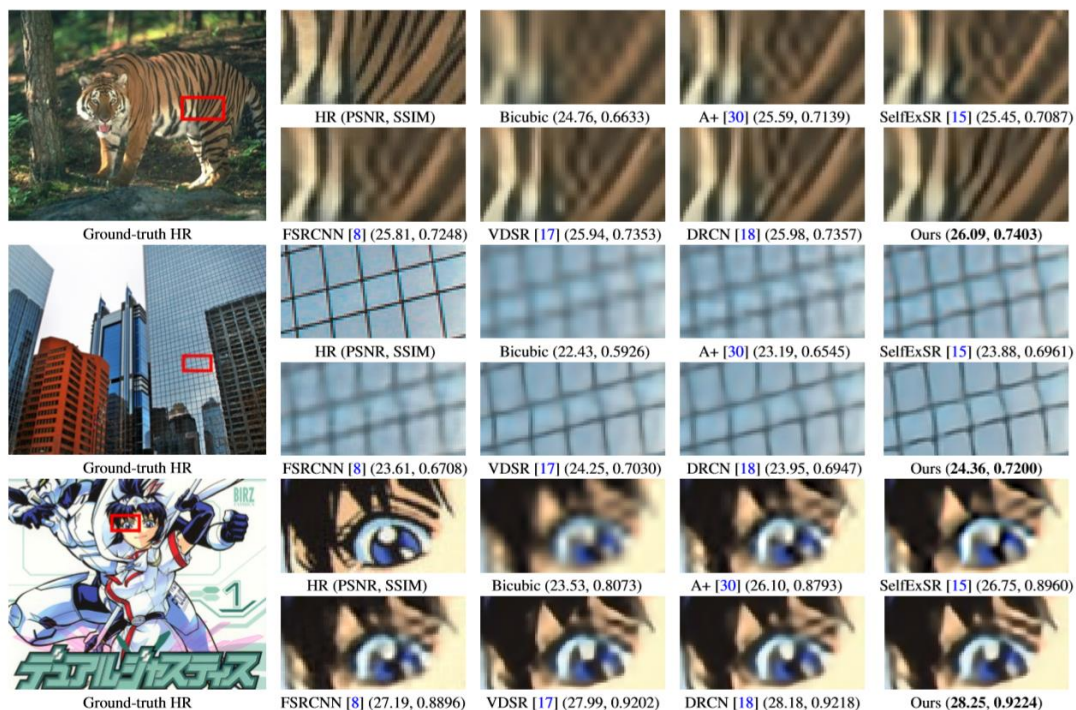 HR (PSNR, SSIM) Bicubic (24.76, 0.6633) A+ [30] (25.59, 0.7139) SelfExSR [15] (25.45, 0.7087)
Ground-truth HR FSRCNN [8] (25.81, 0.7248) VDSR [17] (25.94, 0.7353) DRCN [18] (25.98, 0.7357) Ours (26.09, 0.7403)
HR (PSNR, SSIM) Bicubic (22.43, 0.5926) A+ [30] (23.19, 0.6545) SelfExSR [15] (23.88, 0.6961)
Ground-truth HR FSRCNN [8] (23.61, 0.6708) VDSR [17] (24.25, 0.7030) DRCN [18] (23.95, 0.6947) Ours (24.36, 0.7200)
BIRZ
1
デュアルジャスティス
HR (PSNR, SSIM) Bicubic (23.53, 0.8073) A+ [30] (26.10, 0.8793) SelfExSR [15] (26.75, 0.8960)
Ground-truth HR FSRCNN [8] (27.19, 0.8896) VDSR [17] (27.99, 0.9202) DRCN [18] (28.18, 0.9218) Ours (28.25, 0.9224)